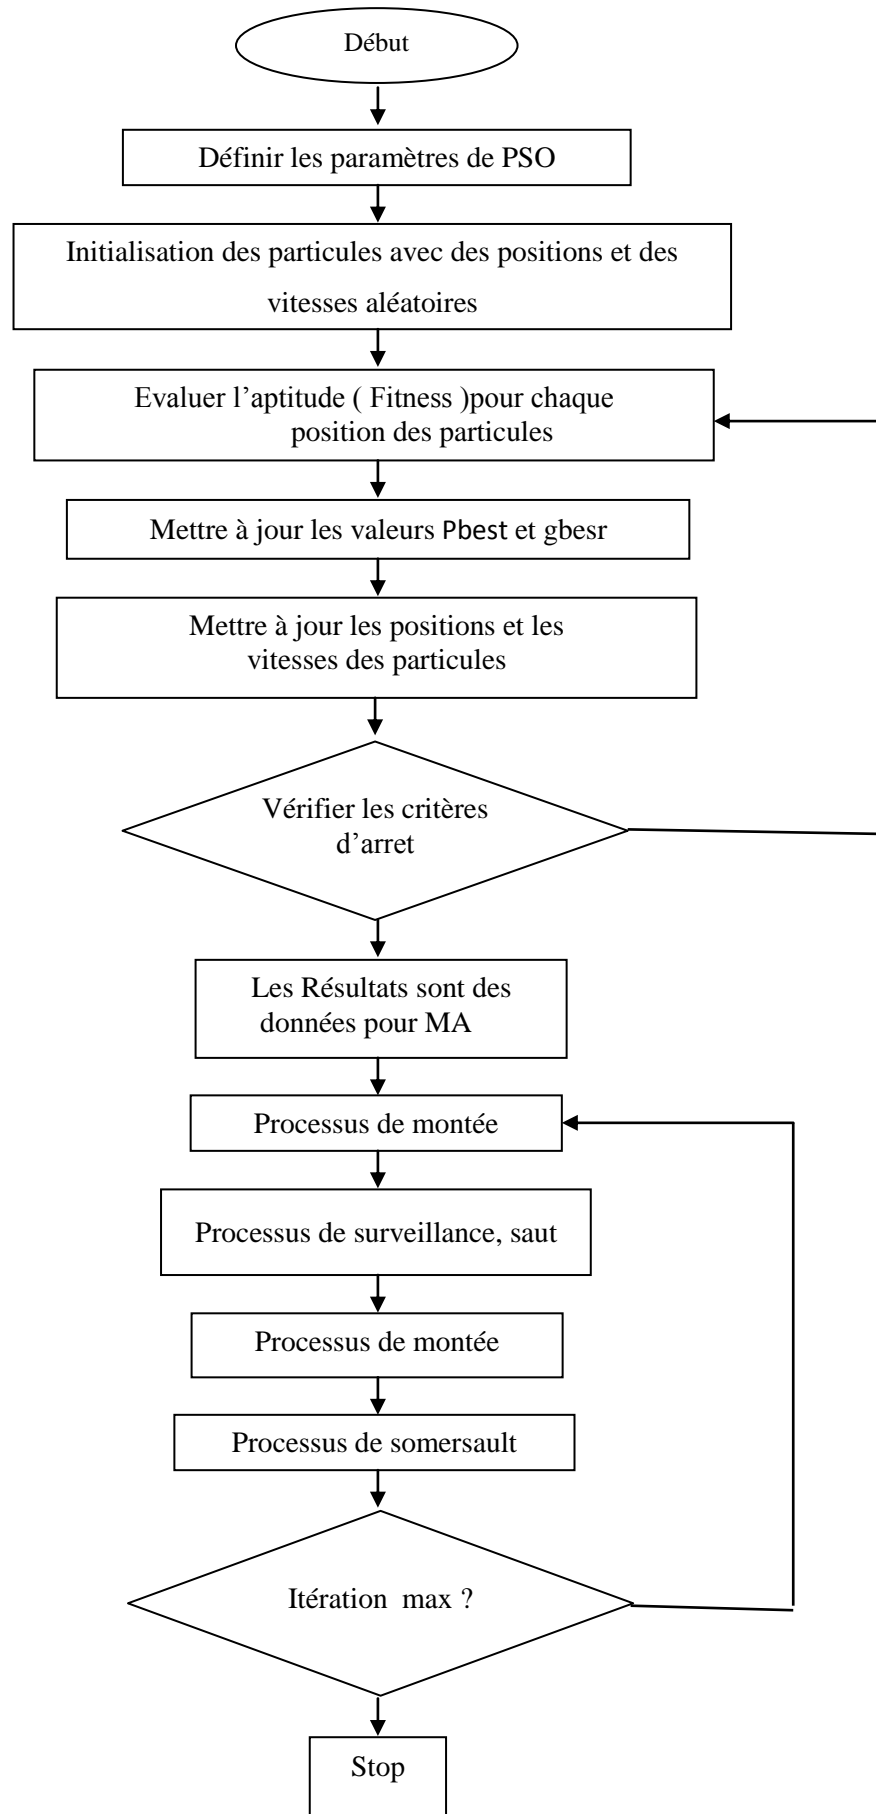 Début
Définir les paramètres de PSO
Initialisation des particules avec des positions et des
vitesses aléatoires
Evaluer l’aptitude ( Fitness )pour chaque
position des particules
Mettre à jour les valeurs Pbest et gbesr
Mettre à jour les positions et les
vitesses des particules
Vérifier les critères
d’arret
Les Résultats sont des
données pour MA
Processus de montée
Processus de surveillance, saut
Processus de montée
Processus de somersault
Itération  max ?
Stop